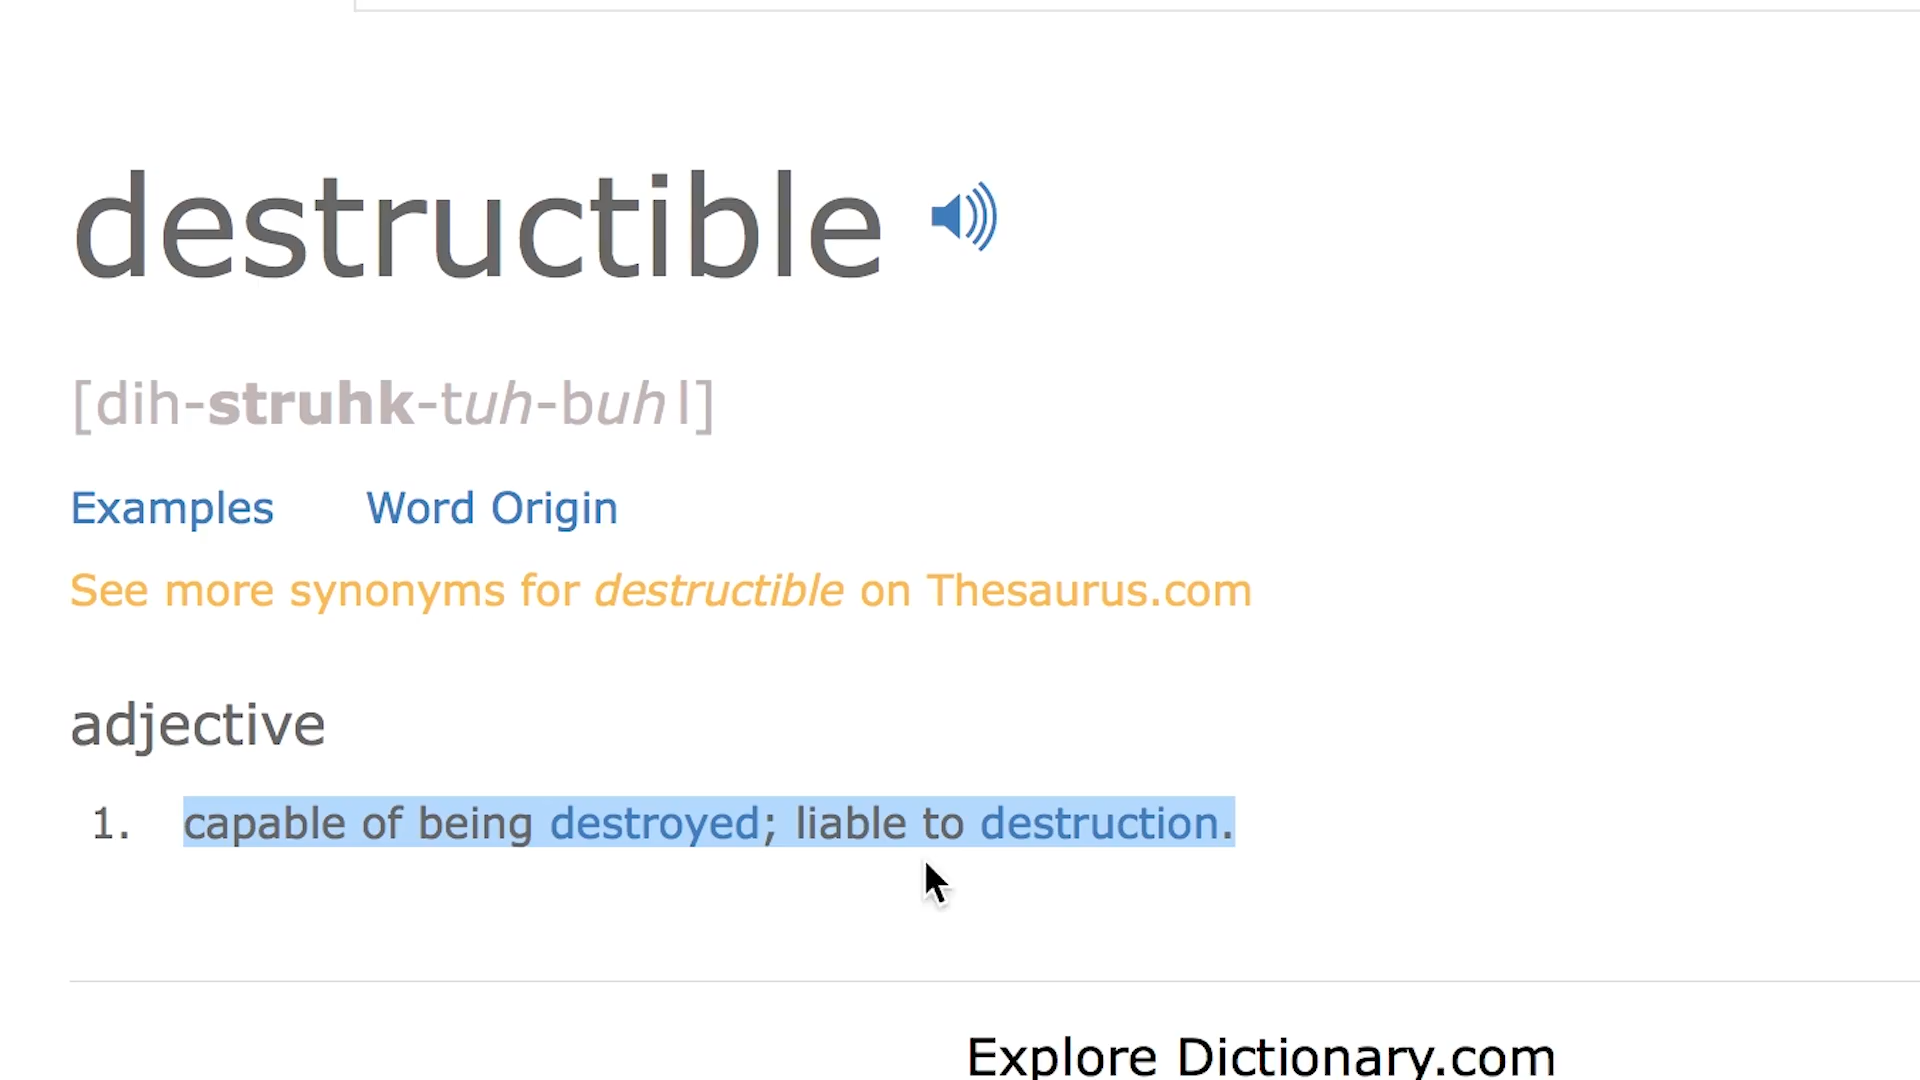 destructible
[dih-struhk-tuh-buh l]
Examples Word Origin
See more synonyms for destructible on Thesaurus.com
adjective
1. capable of being destroyed; liable to destruction.
Explore Dictionary.com